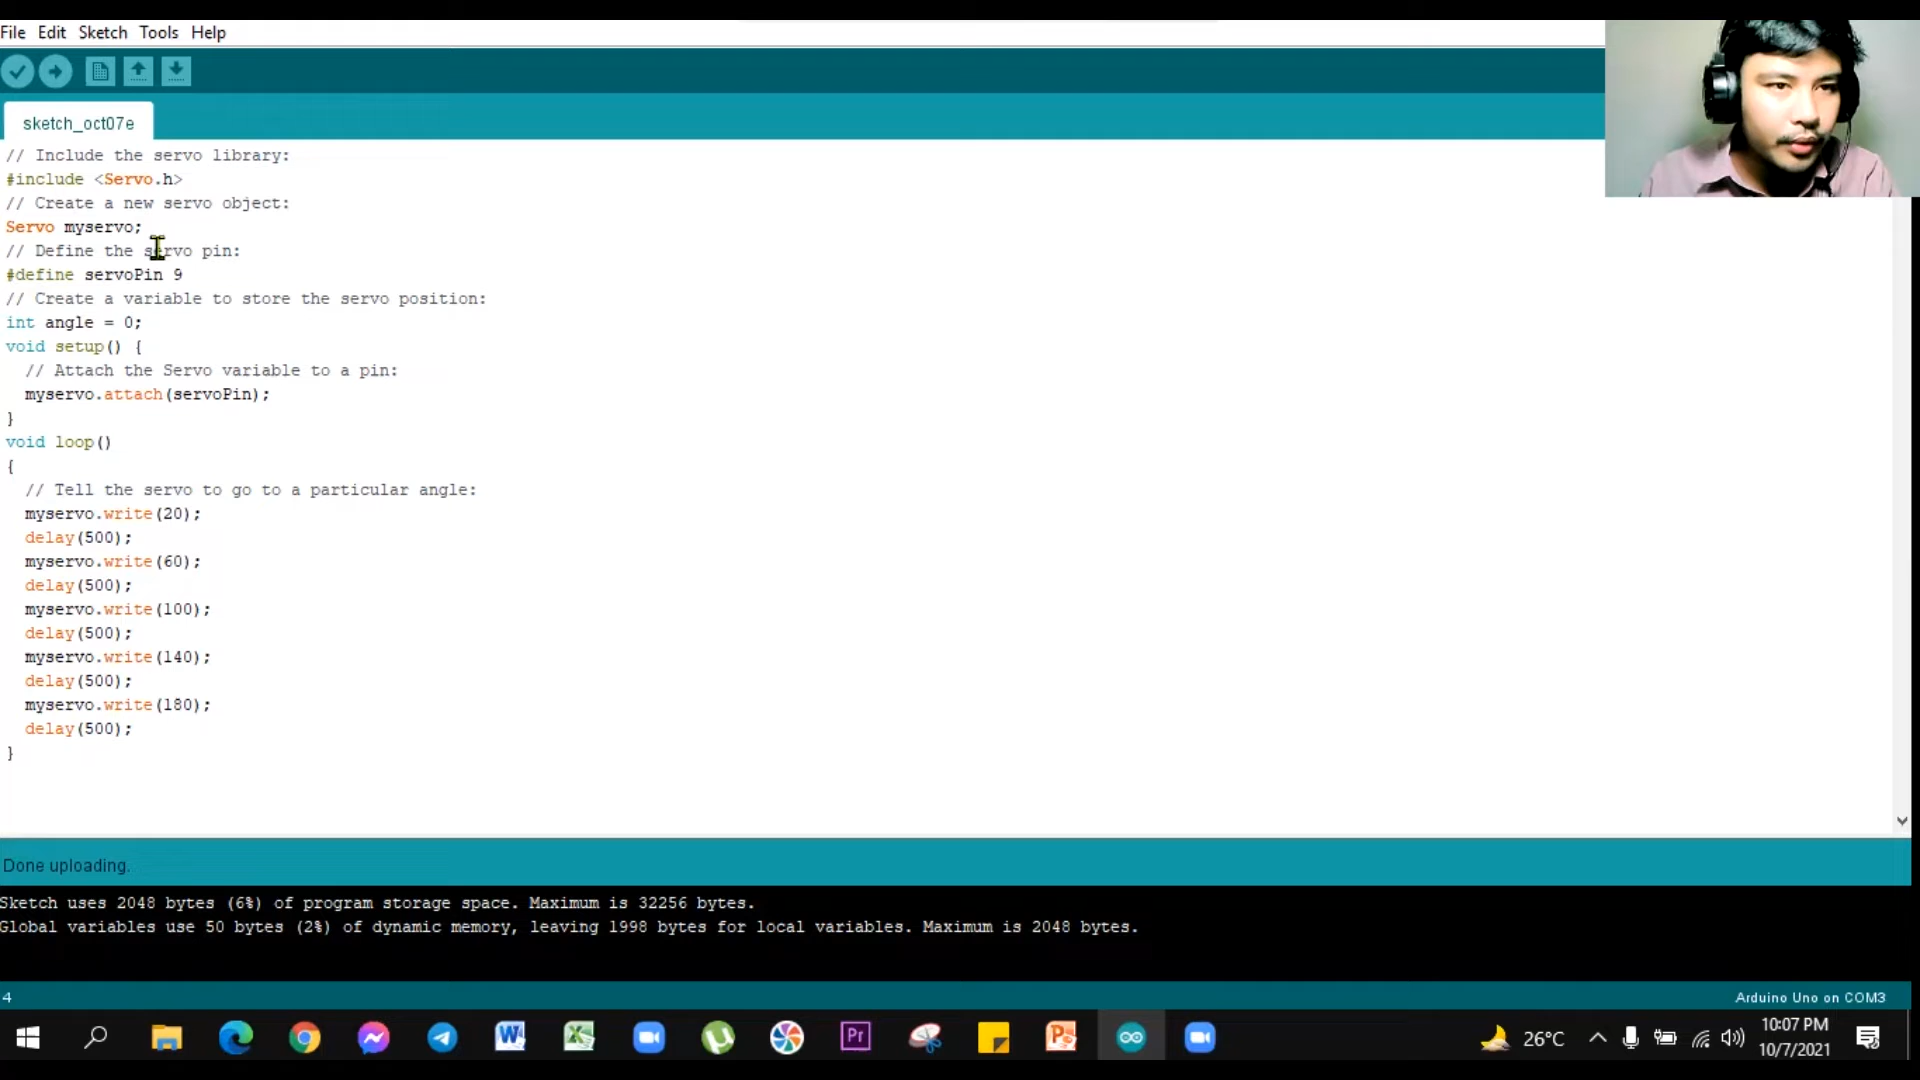 File Edit Sketch Tools Help
sketch_oct07e
// Include the servo library:
#include <Servo.h>
// Create a new servo object:
Servo myservo;
// Define the servo pin:
#define servoPin 9
// Create a variable to store the servo position:
int angle = 0;
void setup() {
  // Attach the Servo variable to a pin:
  myservo.attach(servoPin);
}
void loop()
{
  // Tell the servo to go to a particular angle:
  myservo.write(20);
  delay(500);
  myservo.write(60);
  delay(500);
  myservo.write(100);
  delay(500);
  myservo.write(140);
  delay(500);
  myservo.write(180);
  delay(500);
}
Done uploading.
Sketch uses 2048 bytes (6%) of program storage space. Maximum is 32256 bytes.
Global variables use 50 bytes (2%) of dynamic memory, leaving 1998 bytes for local variables. Maximum is 2048 bytes.
4
Arduino Uno on COM3
W
Pr
P
26°C
10:07 PM
10/7/2021